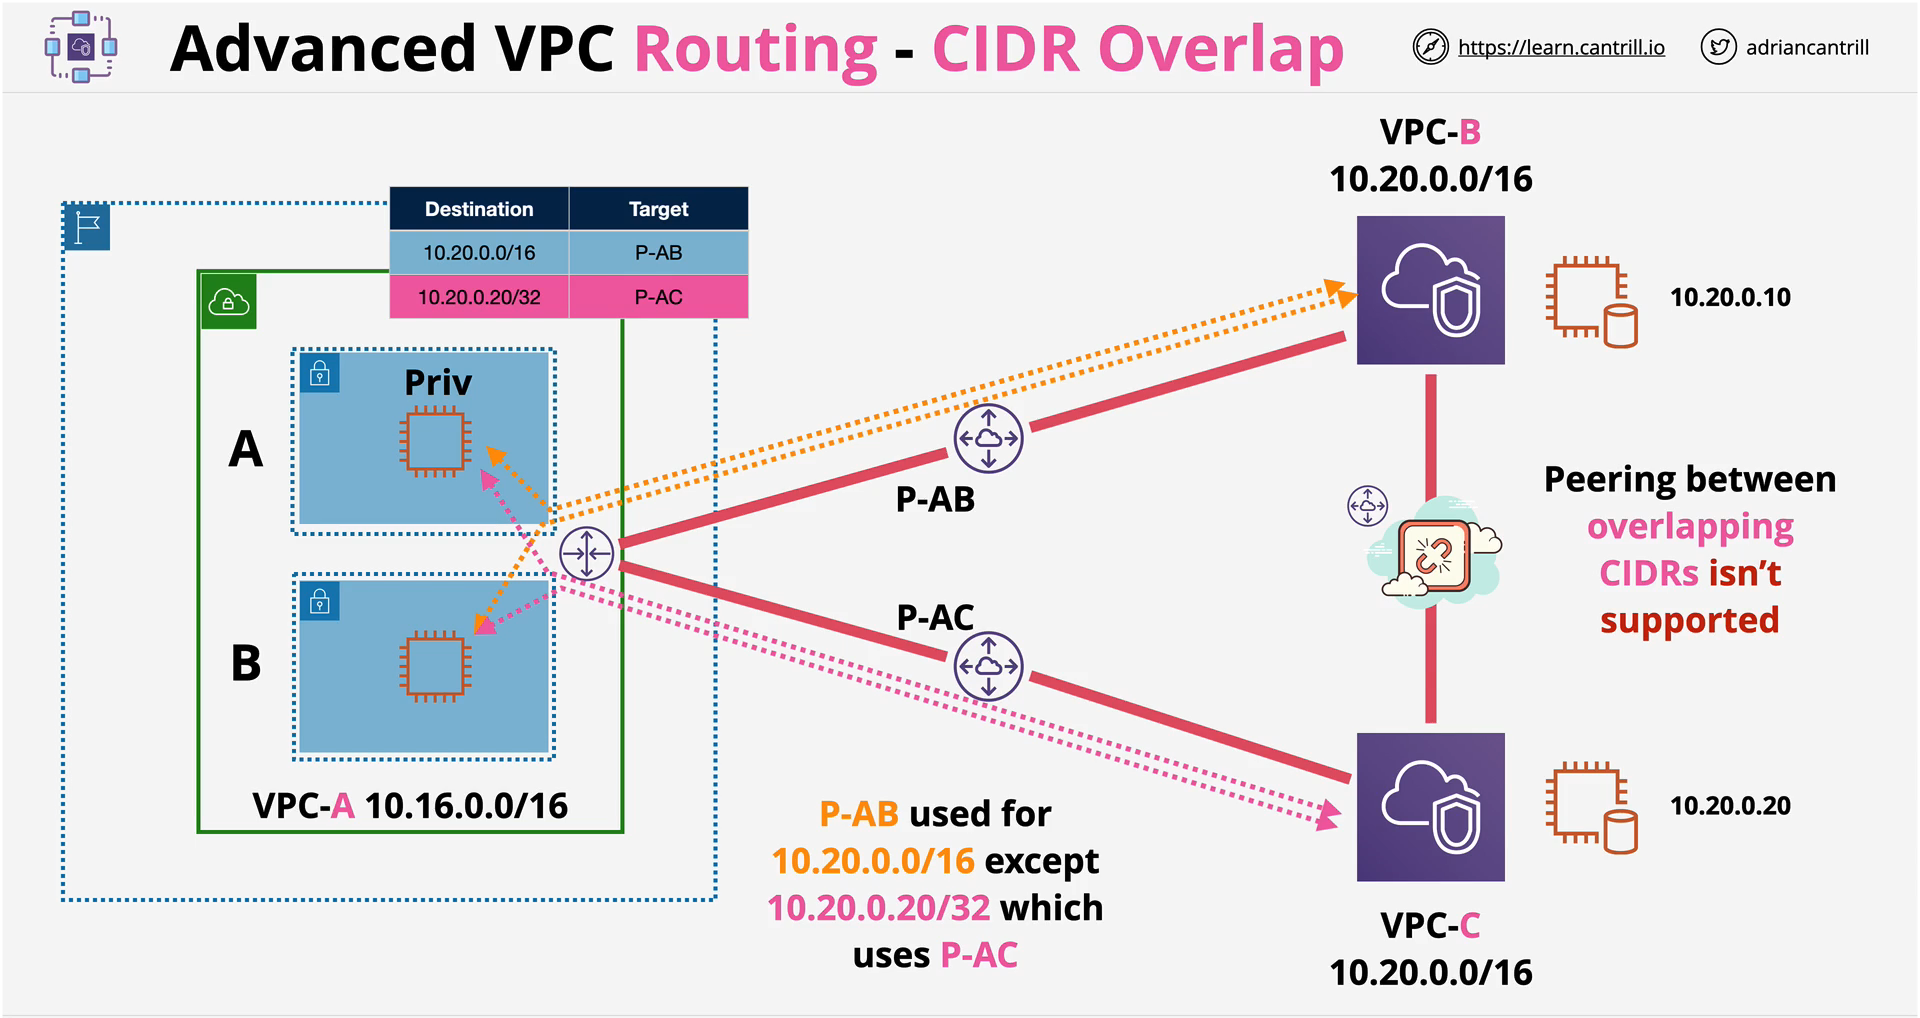 Advanced VPC Routing - CIDR Overlap
https://learn.cantrill.io
adriancantrill
VPC-B
10.20.0.0/16
Destination Target
10.20.0.0/16 P-AB
10.20.0.20/32 P-AC
10.20.0.10
Priv
A
P-AB
Peering between
overlapping
CIDRs isn't
supported
P-AC
B
VPC-A 10.16.0.0/16
P-AB used for
10.20.0.0/16 except
10.20.0.20/32 which
uses P-AC
10.20.0.20
VPC-C
10.20.0.0/16